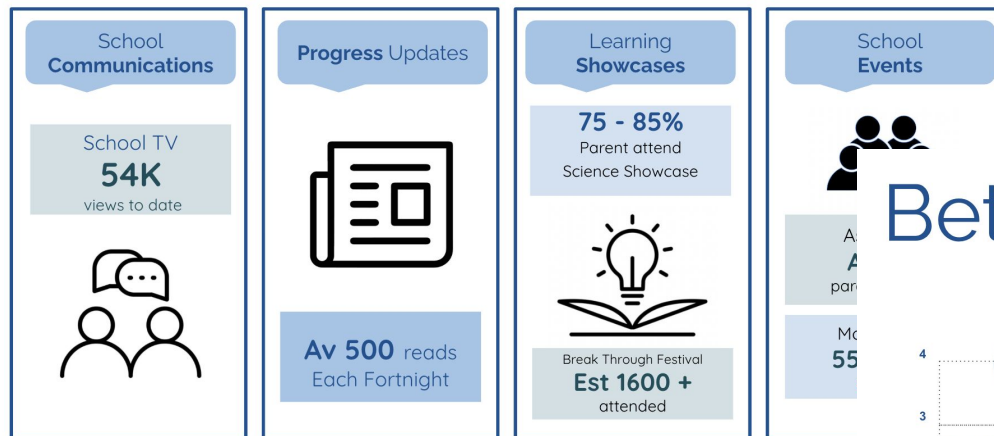 School
Communications
School TV
54K
views to date
Progress Updates
Av 500 reads
Each Fortnight
Learning
Showcases
75 - 85%
Parent attend
Science Showcase
Break Through Festival
Est 1600 +
attended
School
Events
55
4
3